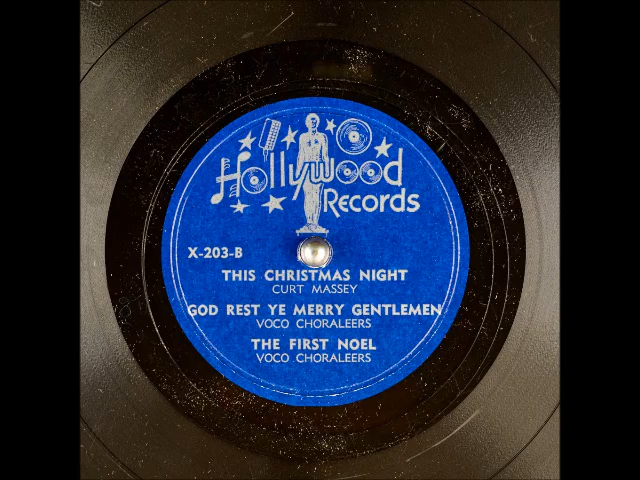 Hollywood
Records
X-203-B
THIS CHRISTMAS NIGHT
CURT MASSEY
GOD REST YE MERRY GENTLEMEN
VOCO CHORALEERS
THE FIRST NOEL
VOCO CHORALEERS